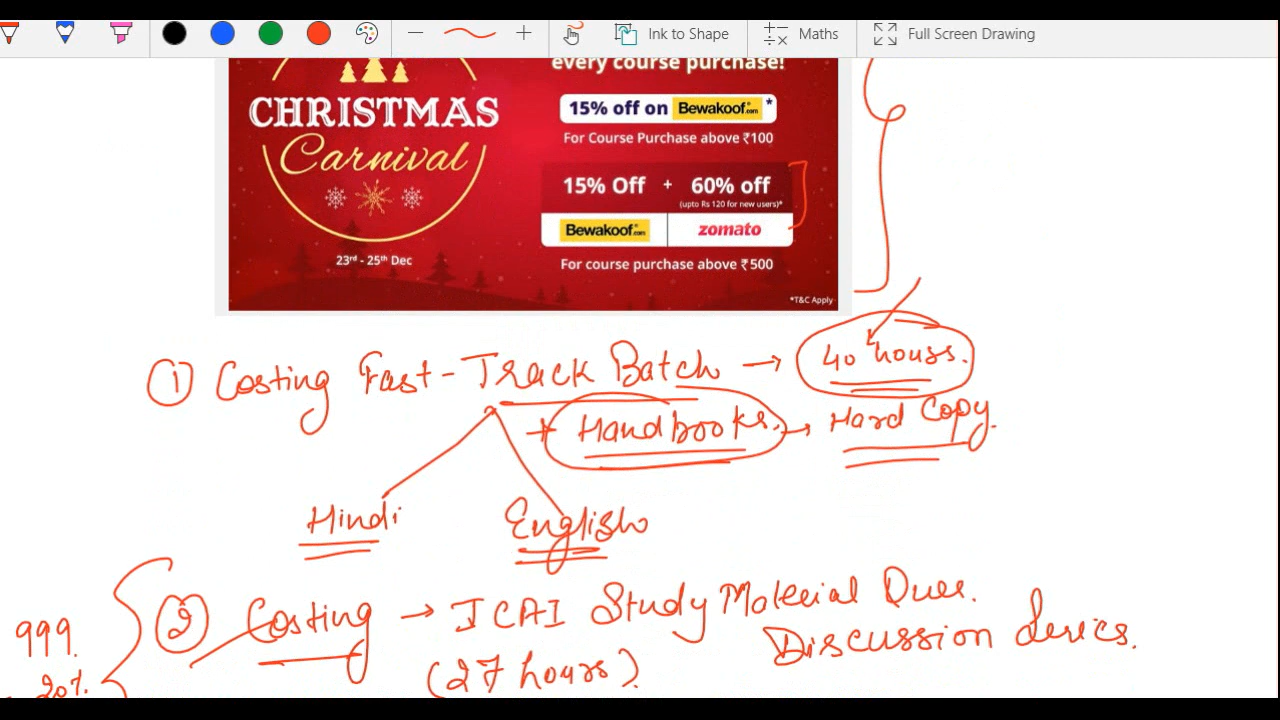 Ink to Shape
Maths
Full Screen Drawing
every course purchase!
CHRISTMAS
Carnival
23rd - 25th Dec
15% off on Bewakoof.com *
For Course Purchase above ₹100
15% Off + 60% off
(upto Rs 120 for new users)*
Bewakoof.com zomato
For course purchase above ₹500
*T&C Apply
① Costing Fast-Track Batch → 40 hours.
+ Handbooks. → Hard Copy.
Hindi English
② Costing → ICAI Study Material Ques.
Discussion Series.
(27 hours)
999.
20%.